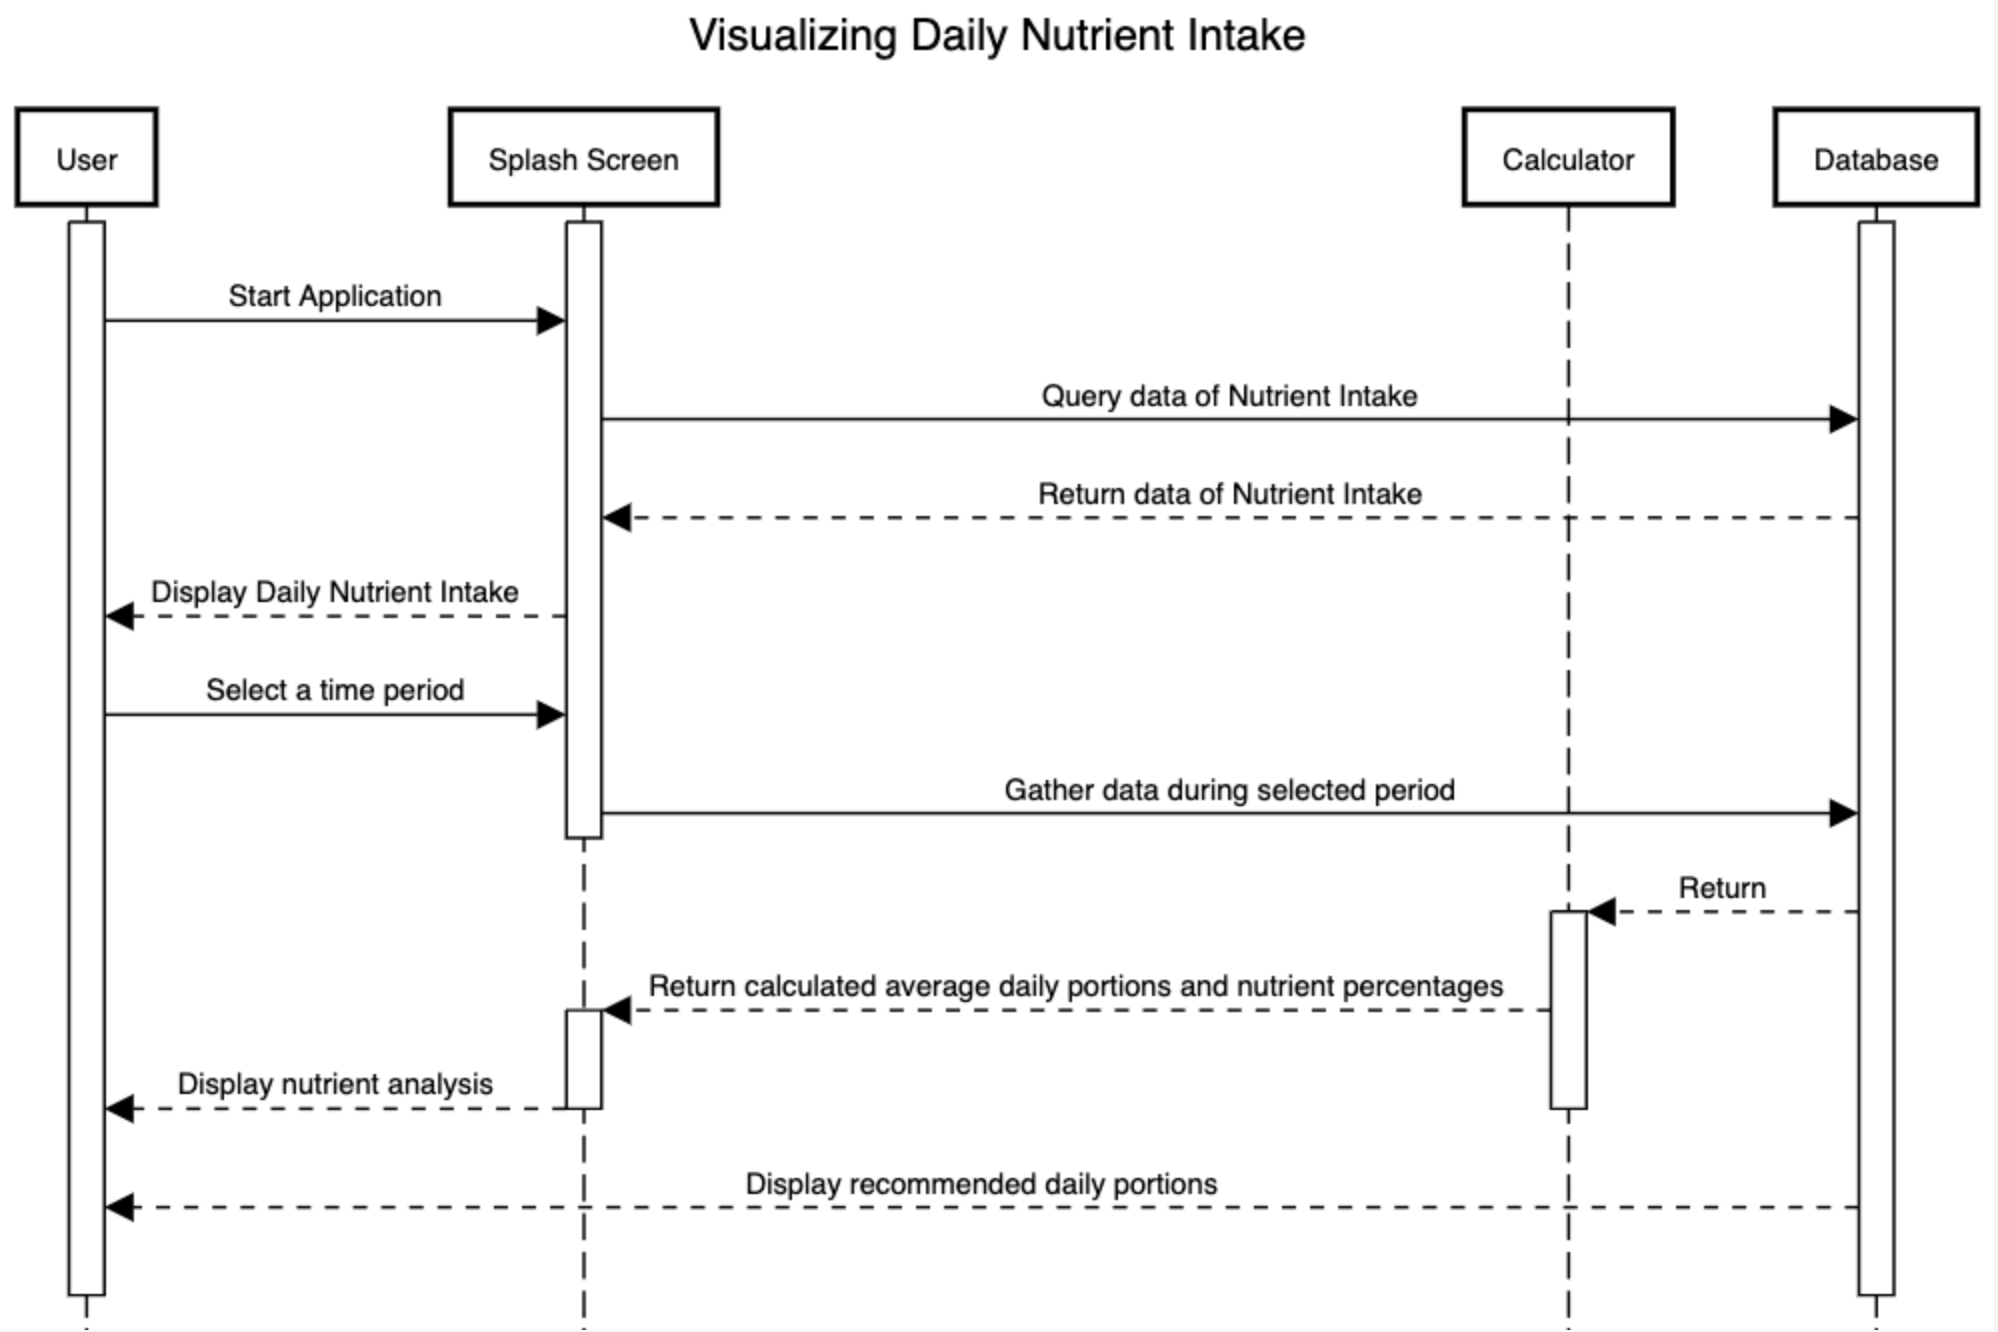 Visualizing Daily Nutrient Intake
User
Splash Screen
Calculator
Database
Start Application
Query data of Nutrient Intake
Return data of Nutrient Intake
Display Daily Nutrient Intake
Select a time period
Gather data during selected period
Return
Return calculated average daily portions and nutrient percentages
Display nutrient analysis
Display recommended daily portions